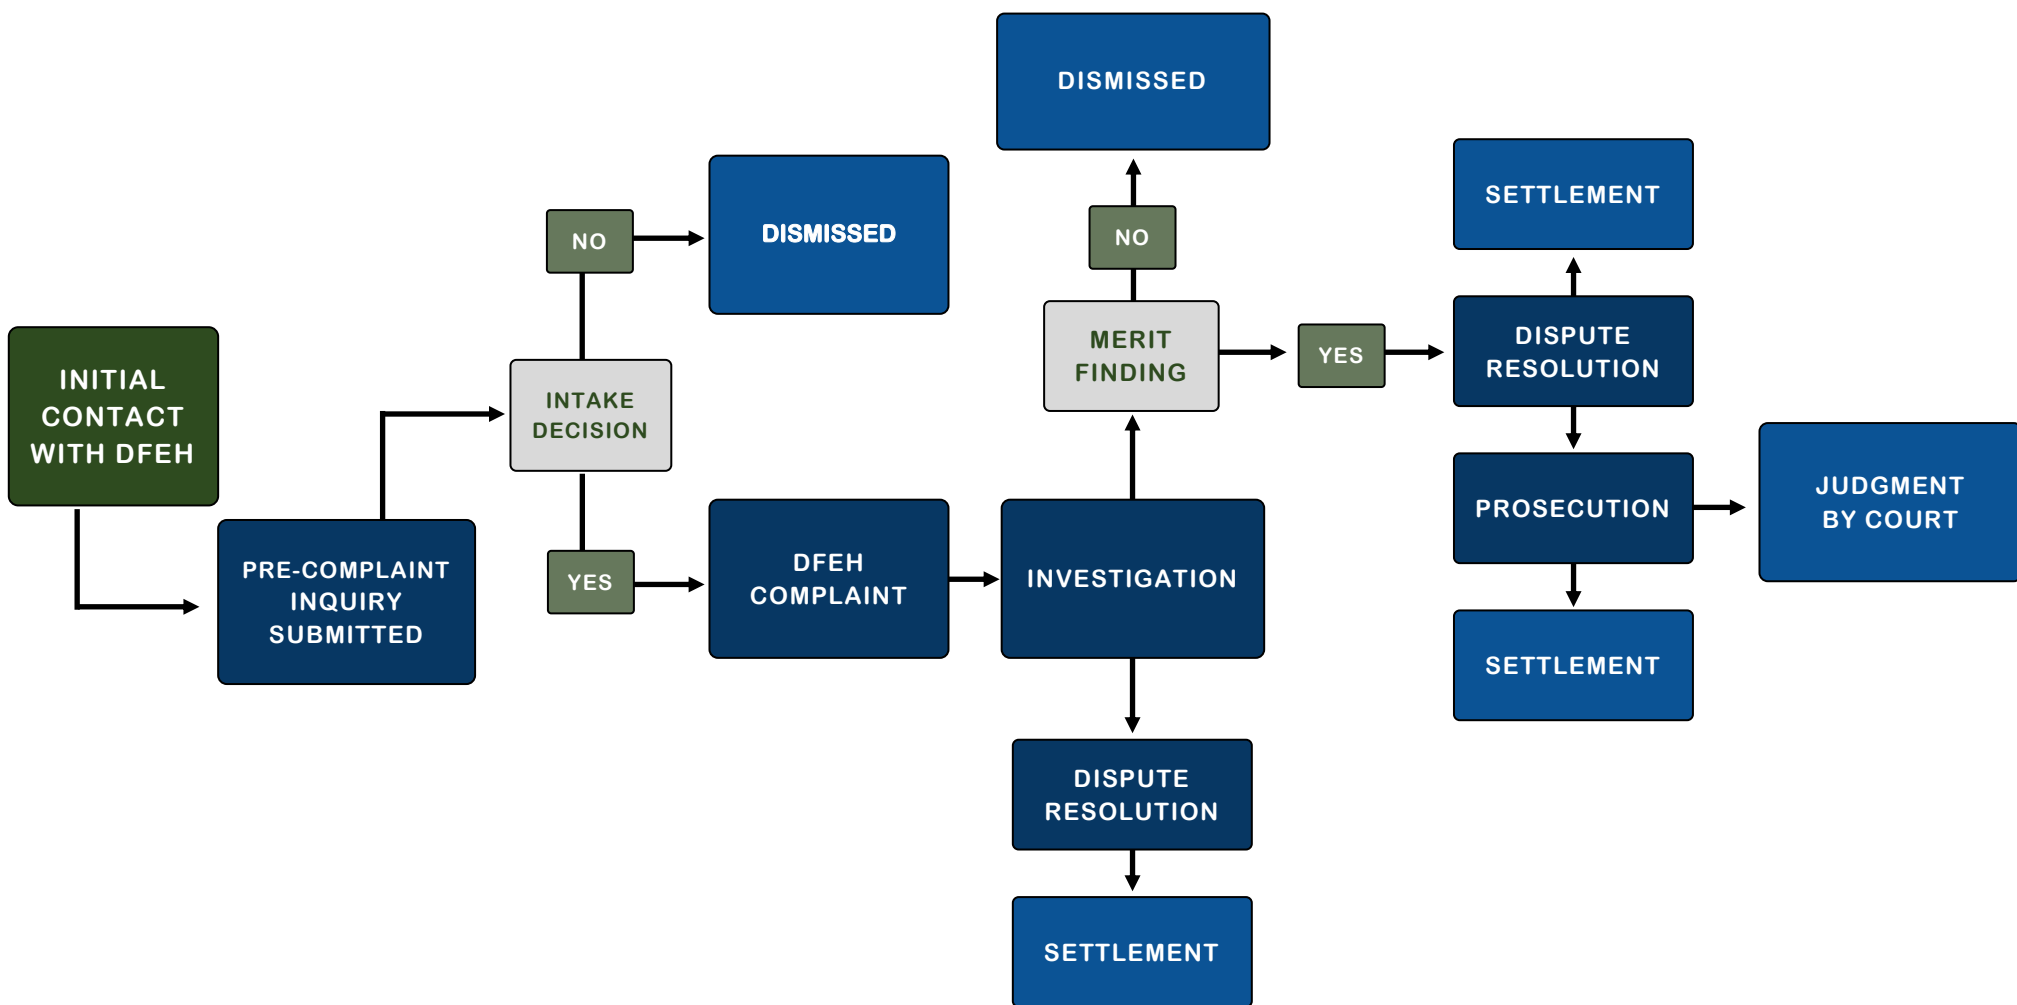 INITIAL
CONTACT
WITH DFEH
PRE-COMPLAINT
INQUIRY
SUBMITTED
INTAKE
DECISION
NO
DISMISSED
YES
DFEH
COMPLAINT
INVESTIGATION
MERIT
FINDING
NO
DISMISSED
YES
DISPUTE
RESOLUTION
SETTLEMENT
PROSECUTION
JUDGMENT
BY COURT
SETTLEMENT
DISPUTE
RESOLUTION
SETTLEMENT